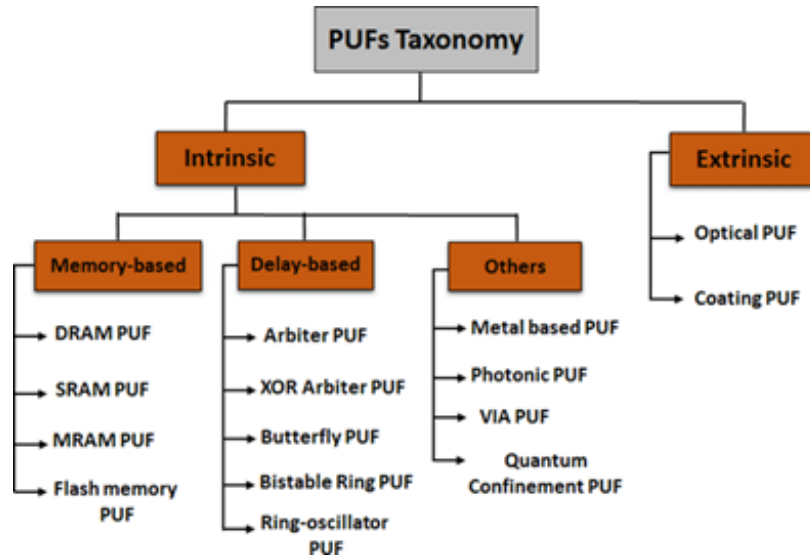 PUFs Taxonomy
Intrinsic
Extrinsic
Memory-based
Delay-based
Others
DRAM PUF
SRAM PUF
MRAM PUF
Flash memory
PUF
Arbiter PUF
XOR Arbiter PUF
Butterfly PUF
Bistable Ring PUF
Ring-oscillator
PUF
Metal based PUF
Photonic PUF
VIA PUF
Quantum
Confinement PUF
Optical PUF
Coating PUF